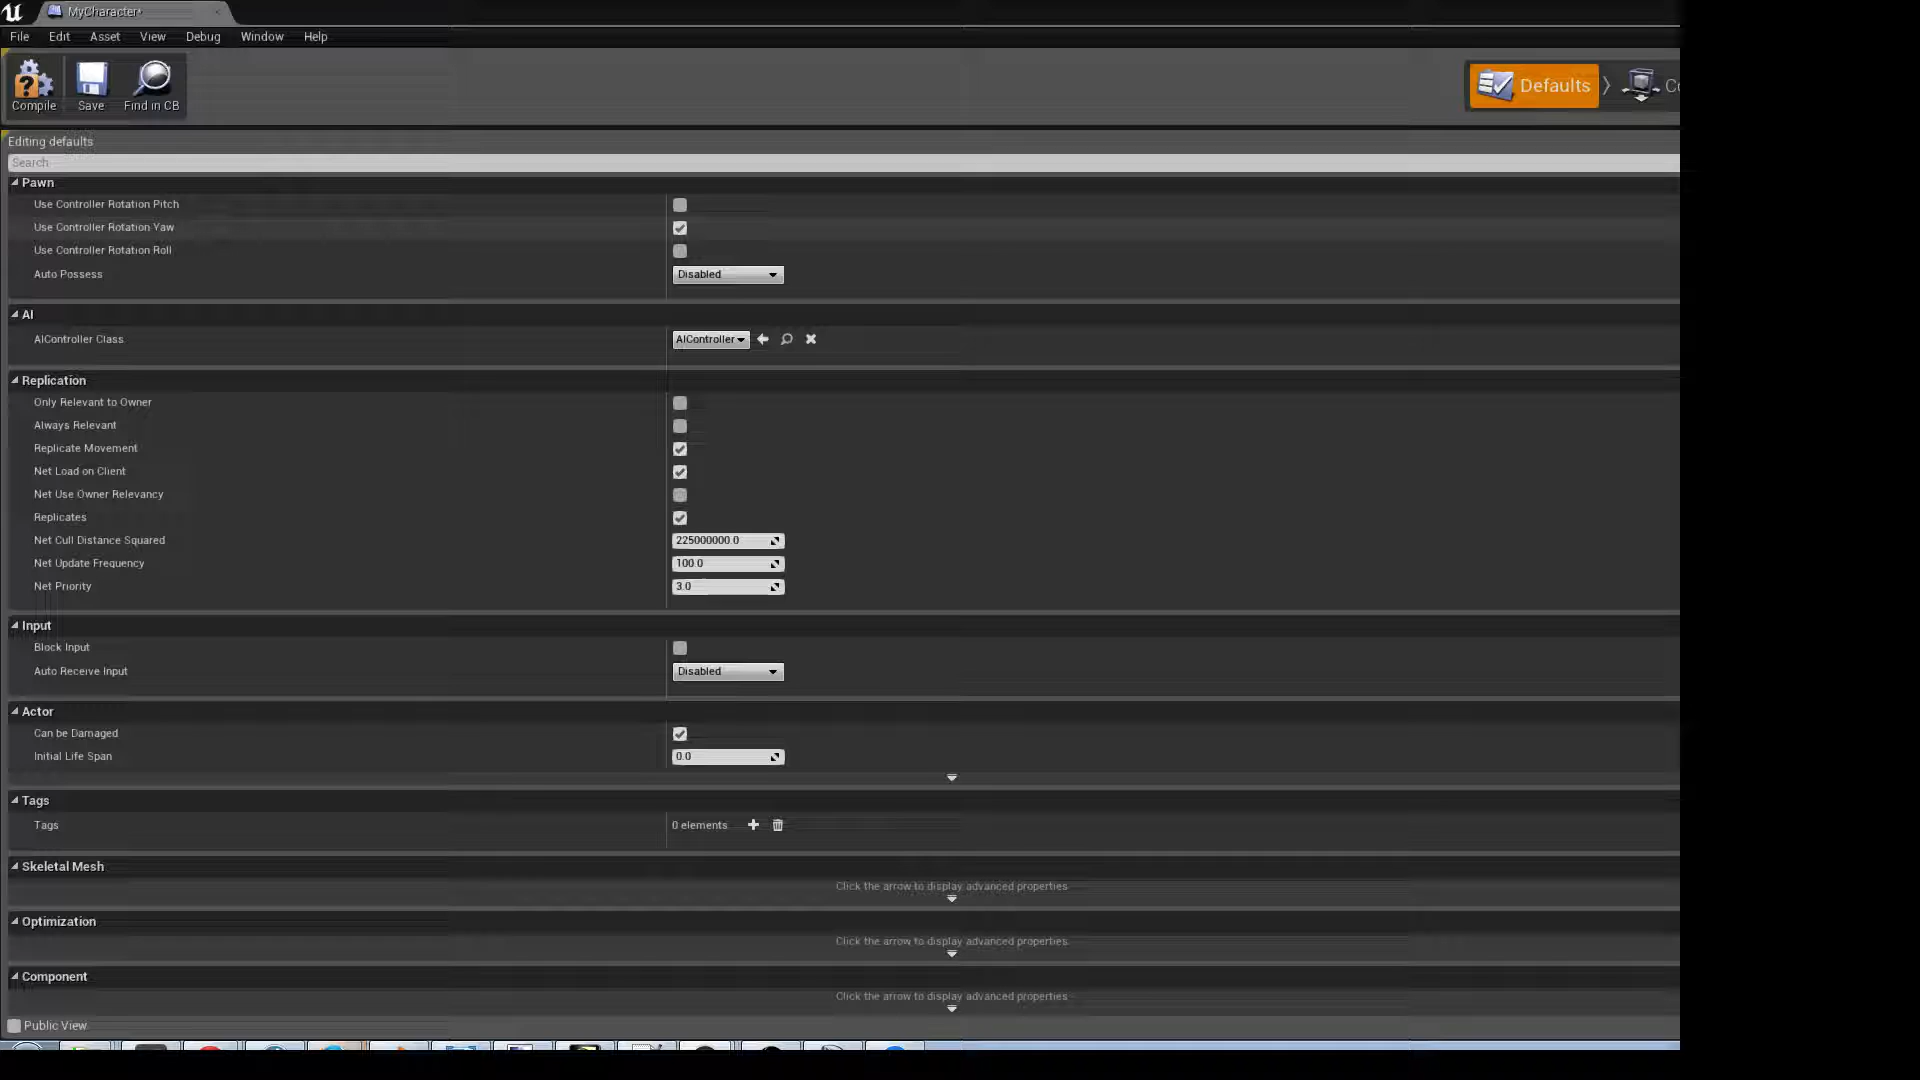 MyCharacter*
File Edit Asset View Debug Window Help
Compile Save Find in CB
Defaults
Editing defaults
Search
Pawn
Use Controller Rotation Pitch
Use Controller Rotation Yaw
Use Controller Rotation Roll
Auto Possess Disabled
AI
AIController Class AIController
Replication
Only Relevant to Owner
Always Relevant
Replicate Movement
Net Load on Client
Net Use Owner Relevancy
Replicates
Net Cull Distance Squared 225000000.0
Net Update Frequency 100.0
Net Priority 3.0
Input
Block Input
Auto Receive Input Disabled
Actor
Can be Damaged
Initial Life Span 0.0
Tags
Tags 0 elements
Skeletal Mesh
Click the arrow to display advanced properties
Optimization
Click the arrow to display advanced properties
Component
Click the arrow to display advanced properties
Public View